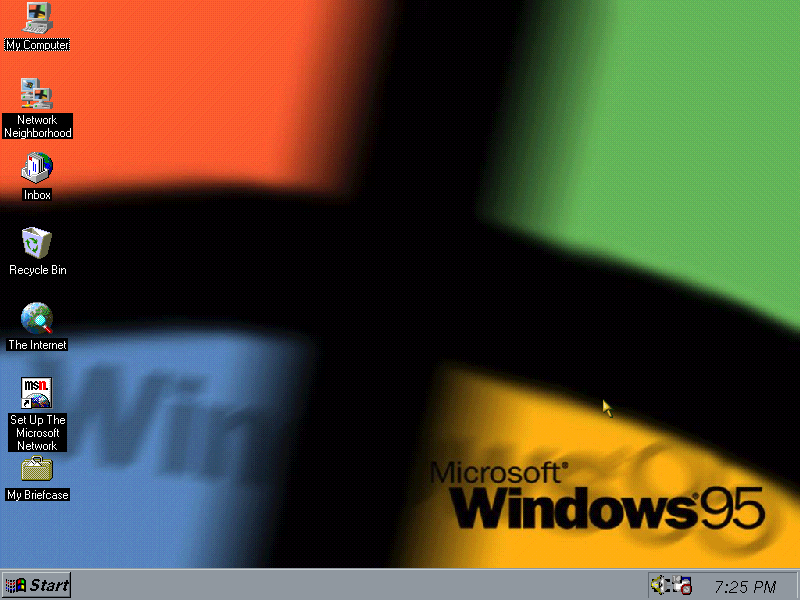 My Computer
Network
Neighborhood
Inbox
Recycle Bin
The Internet
msn.
Set Up The
Microsoft
Network
My Briefcase
Win
Microsoft®
Windows®95
Start
7:25 PM